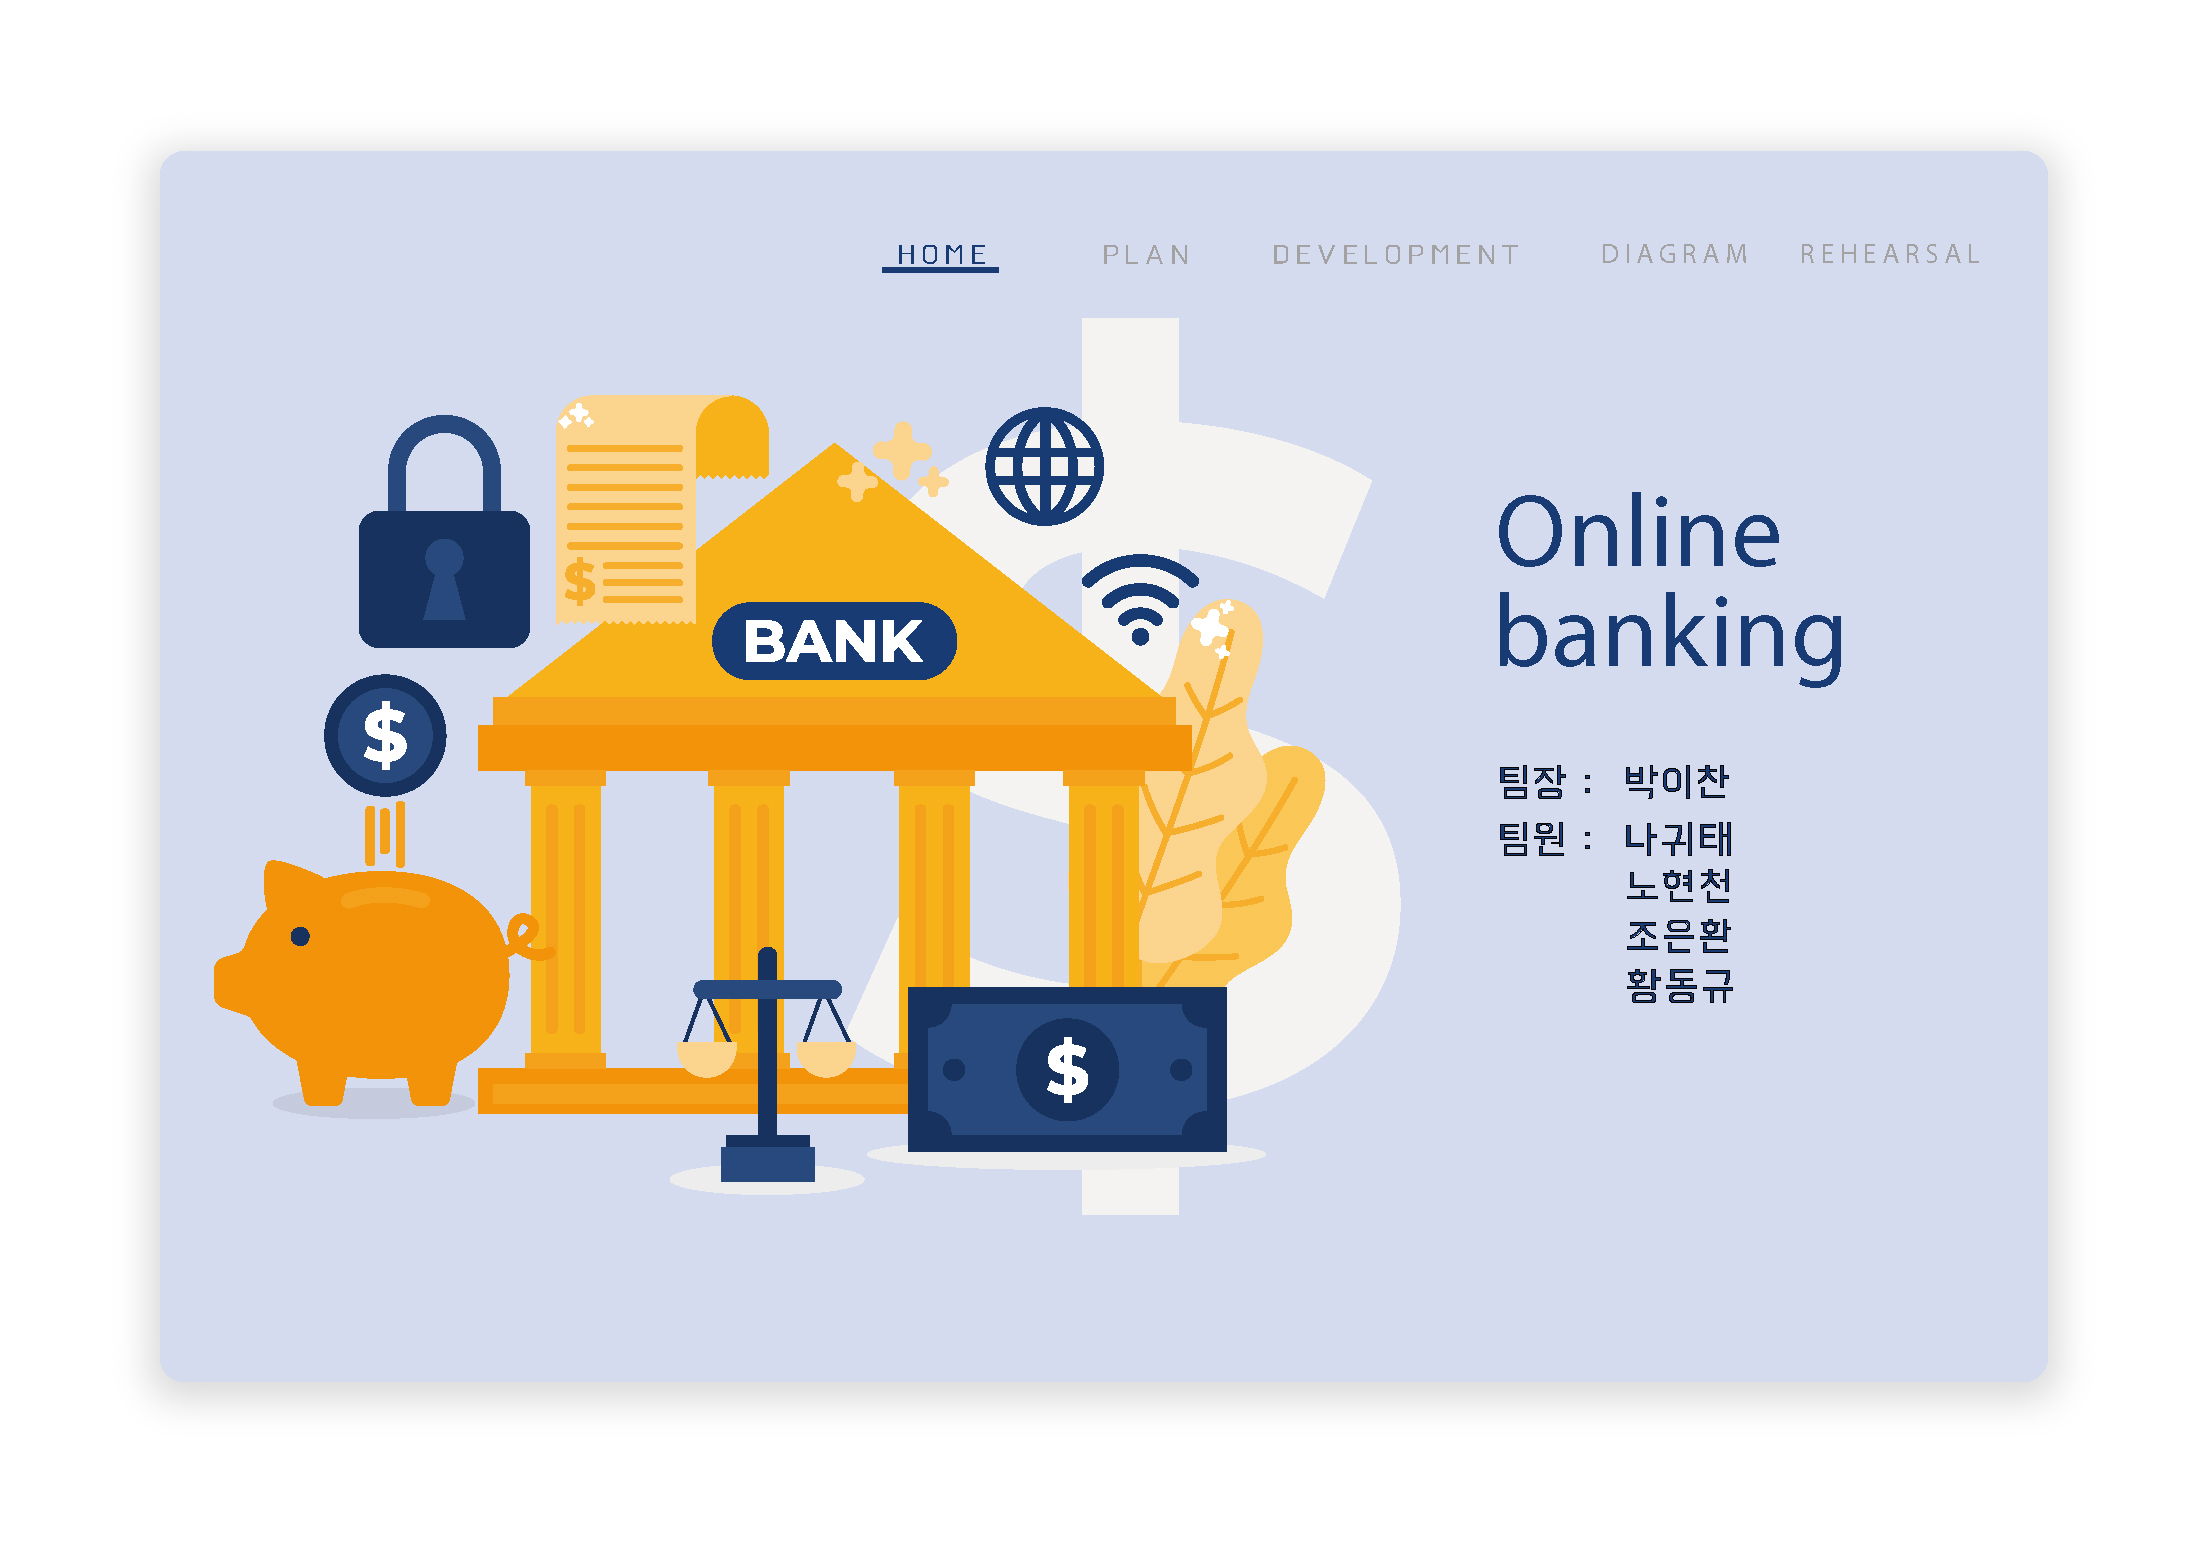 HOME PLAN DEVELOPMENT DIAGRAM REHEARSAL
$
BANK
$
$
Online
banking
팀장 : 박이찬
팀원 : 나귀태
노현천
조은환
황동규